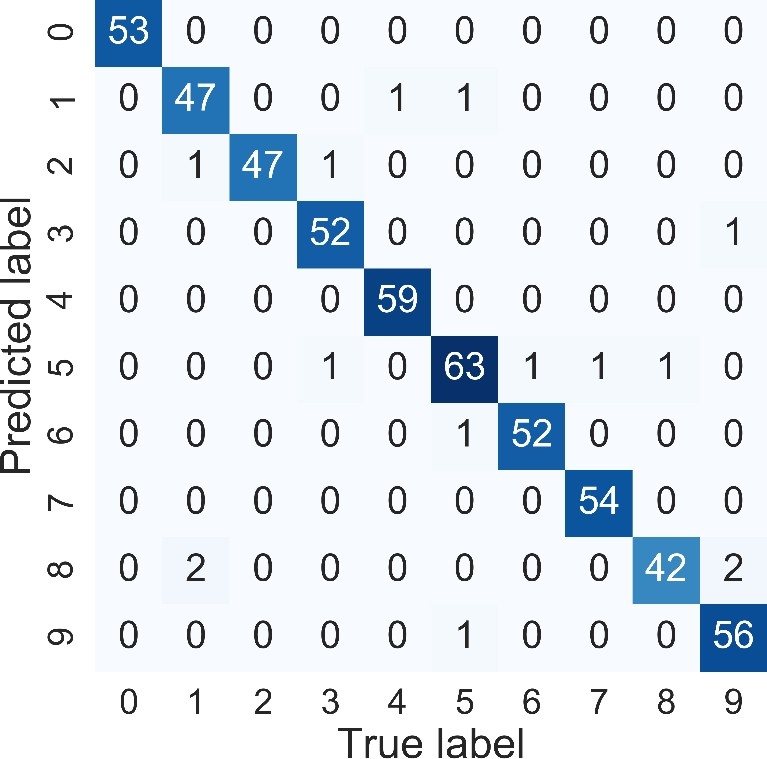 Predicted label
0 53 0 0 0 0 0 0 0 0 0
1 0 47 0 0 1 1 0 0 0 0
2 0 1 47 1 0 0 0 0 0 0
3 0 0 0 52 0 0 0 0 0 1
4 0 0 0 0 59 0 0 0 0 0
5 0 0 0 1 0 63 1 1 1 0
6 0 0 0 0 0 1 52 0 0 0
7 0 0 0 0 0 0 0 54 0 0
8 0 2 0 0 0 0 0 0 42 2
9 0 0 0 0 0 1 0 0 0 56
0 1 2 3 4 5 6 7 8 9
True label